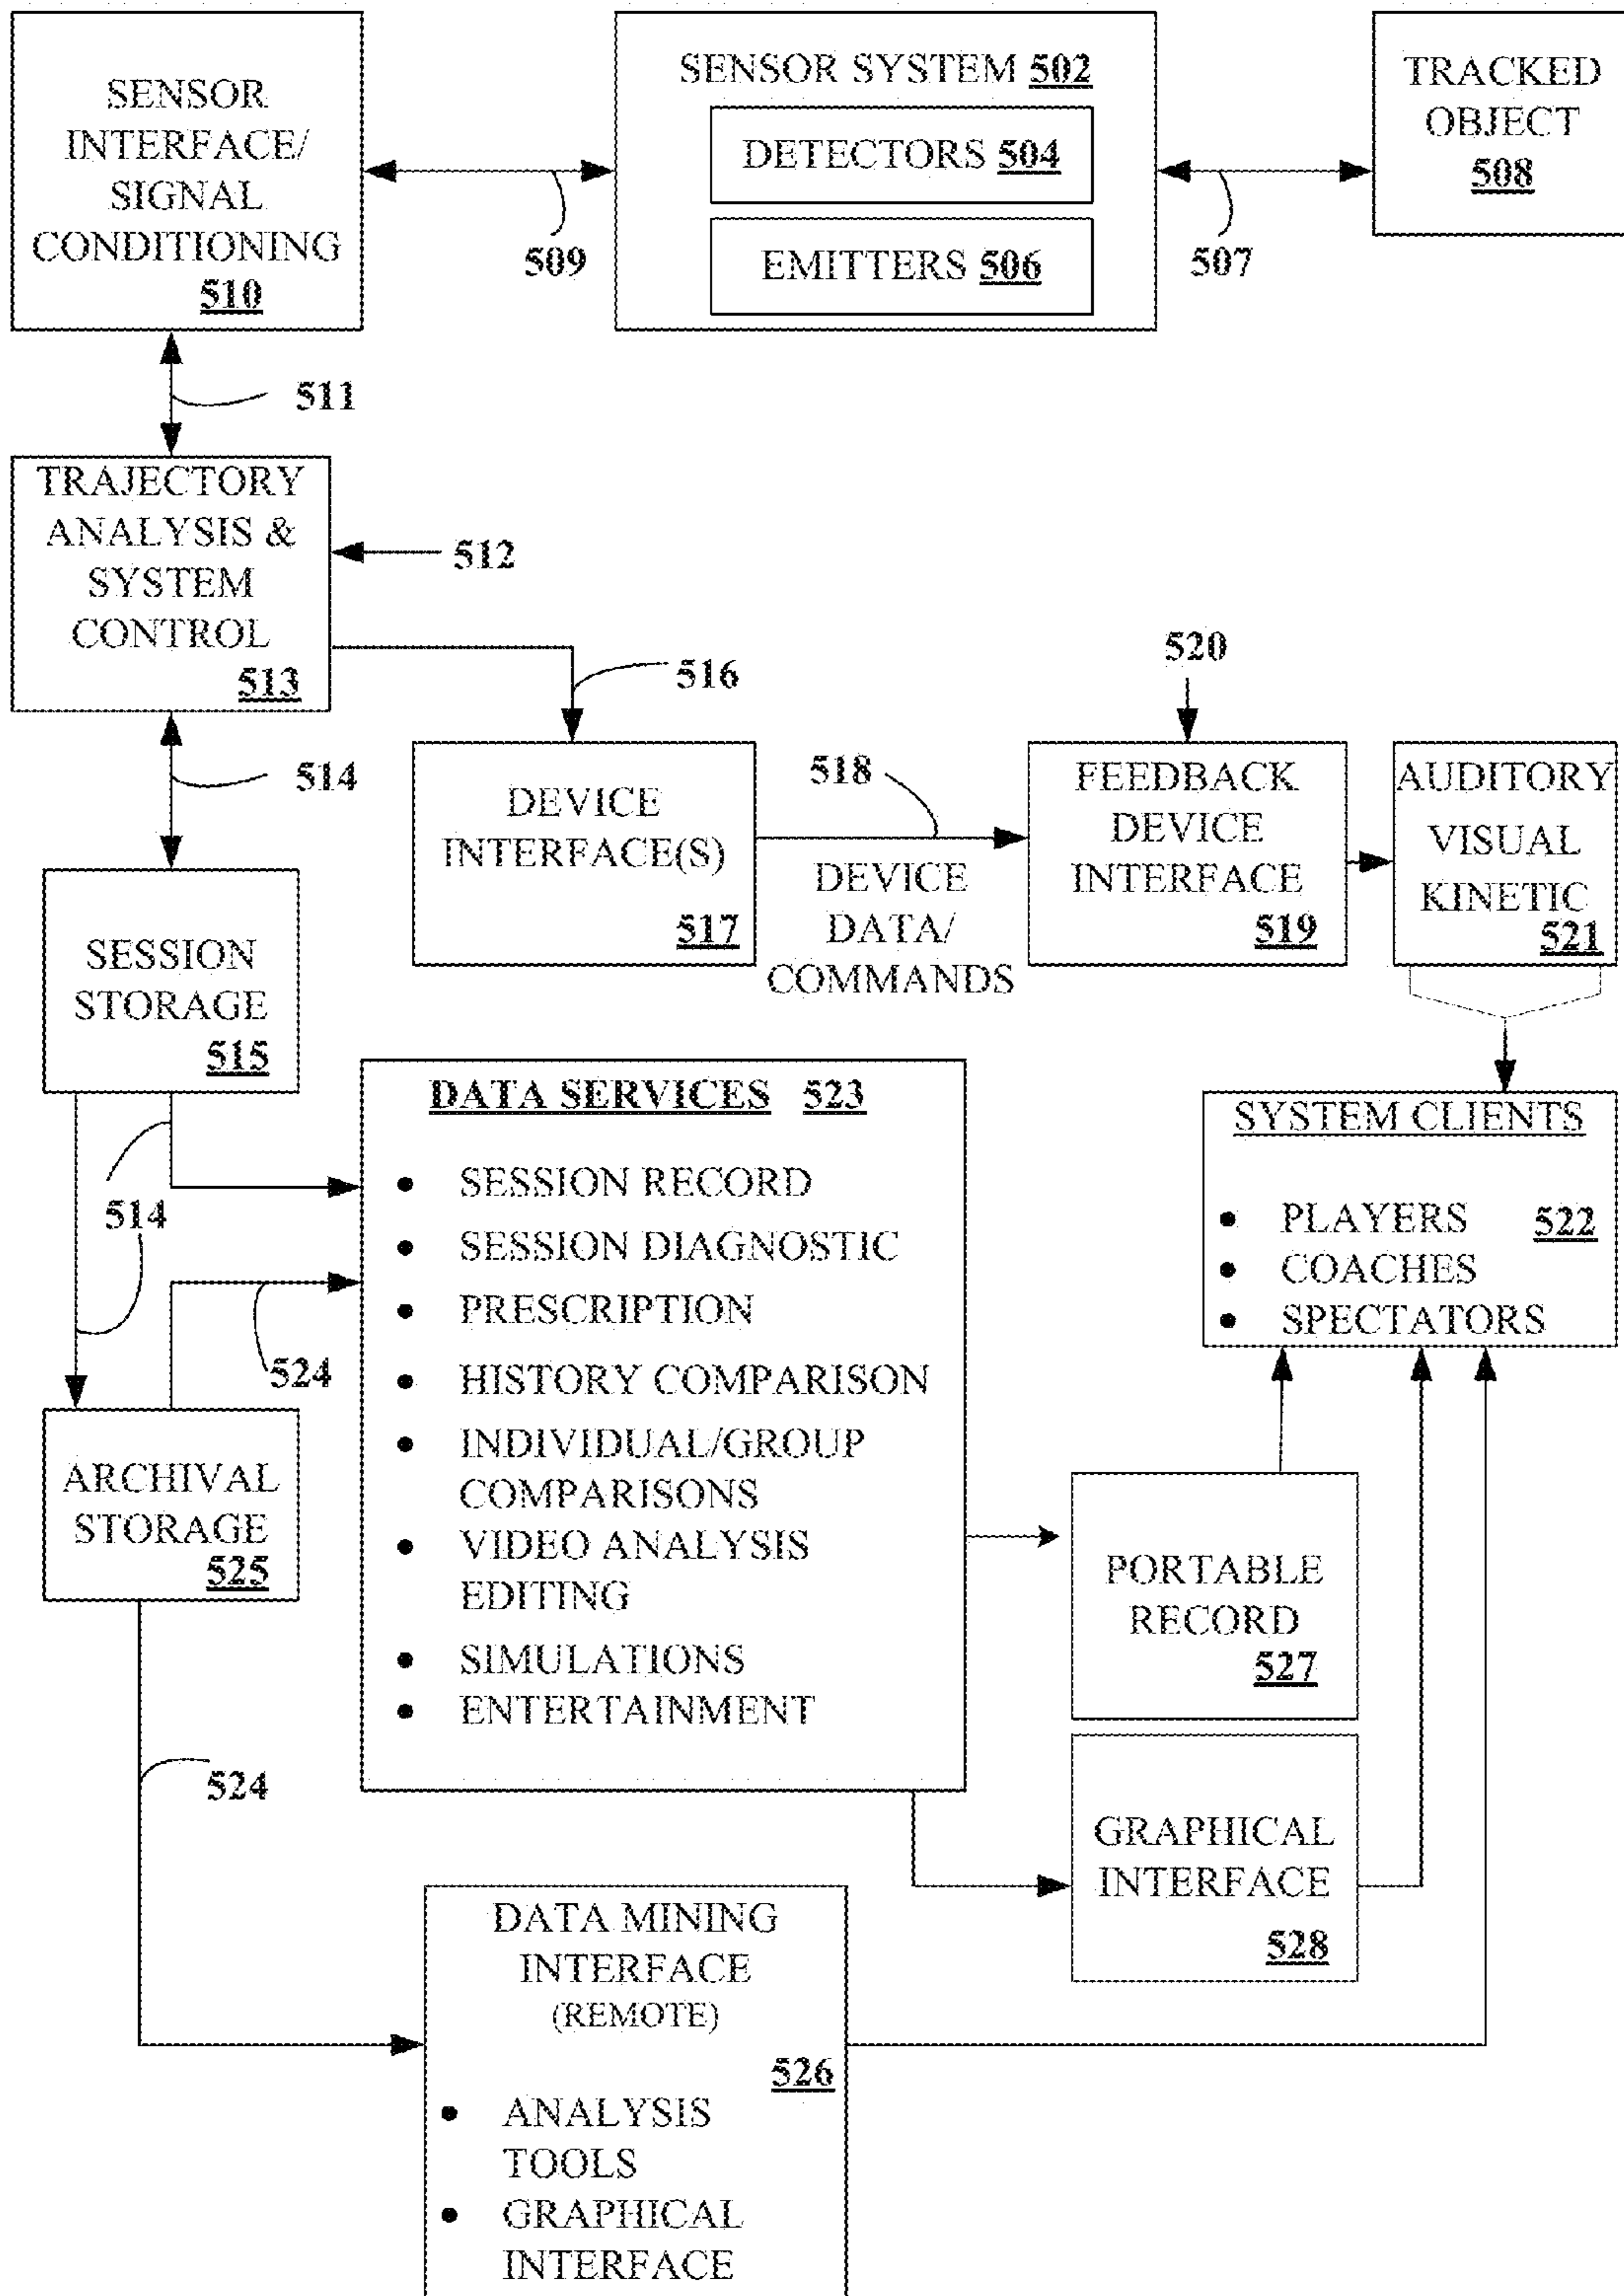 SENSOR
INTERFACE/
SIGNAL
CONDITIONING
510
SENSOR SYSTEM 502
DETECTORS 504
EMITTERS 506
TRACKED
OBJECT
508
509
507
511
TRAJECTORY
ANALYSIS &
SYSTEM
CONTROL
513
512
516
520
514
DEVICE
INTERFACE(S)
517
518
DEVICE
DATA/
COMMANDS
FEEDBACK
DEVICE
INTERFACE
519
AUDITORY
VISUAL
KINETIC
521
SESSION
STORAGE
515
514
DATA SERVICES 523
• SESSION RECORD
• SESSION DIAGNOSTIC
• PRESCRIPTION
• HISTORY COMPARISON
• INDIVIDUAL/GROUP
COMPARISONS
• VIDEO ANALYSIS
EDITING
• SIMULATIONS
• ENTERTAINMENT
SYSTEM CLIENTS
522
• PLAYERS
• COACHES
• SPECTATORS
524
ARCHIVAL
STORAGE
525
PORTABLE
RECORD
527
524
GRAPHICAL
INTERFACE
528
DATA MINING
INTERFACE
(REMOTE)
526
• ANALYSIS
TOOLS
• GRAPHICAL
INTERFACE